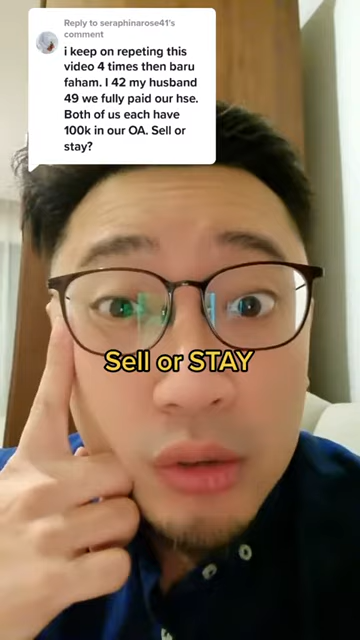 Reply to seraphinarose41's
comment
i keep on repeting this
video 4 times then baru
faham. I 42 my husband
49 we fully paid our hse.
Both of us each have
100k in our OA. Sell or
stay?
Sell or STAY